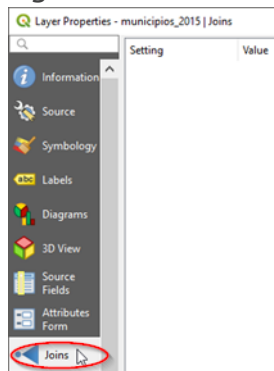 Layer Properties - municipios_2015 | Joins
Setting Value
Information
Source
Symbology
abc Labels
Diagrams
3D View
Source
Fields
Attributes
Form
Joins